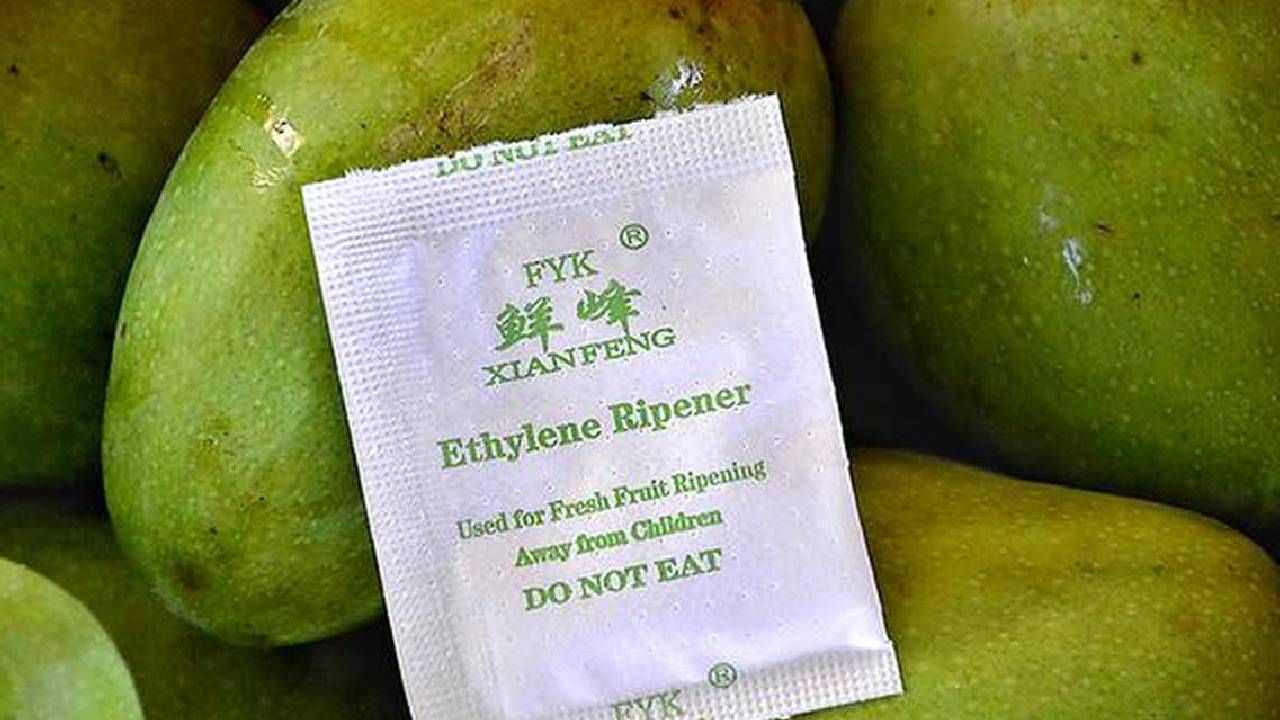 DO NOT EAT
®
FYK
鲜峰
XIANFENG
Ethylene Ripener
Used for Fresh Fruit Ripening
Away from Children
DO NOT EAT
®
FYK